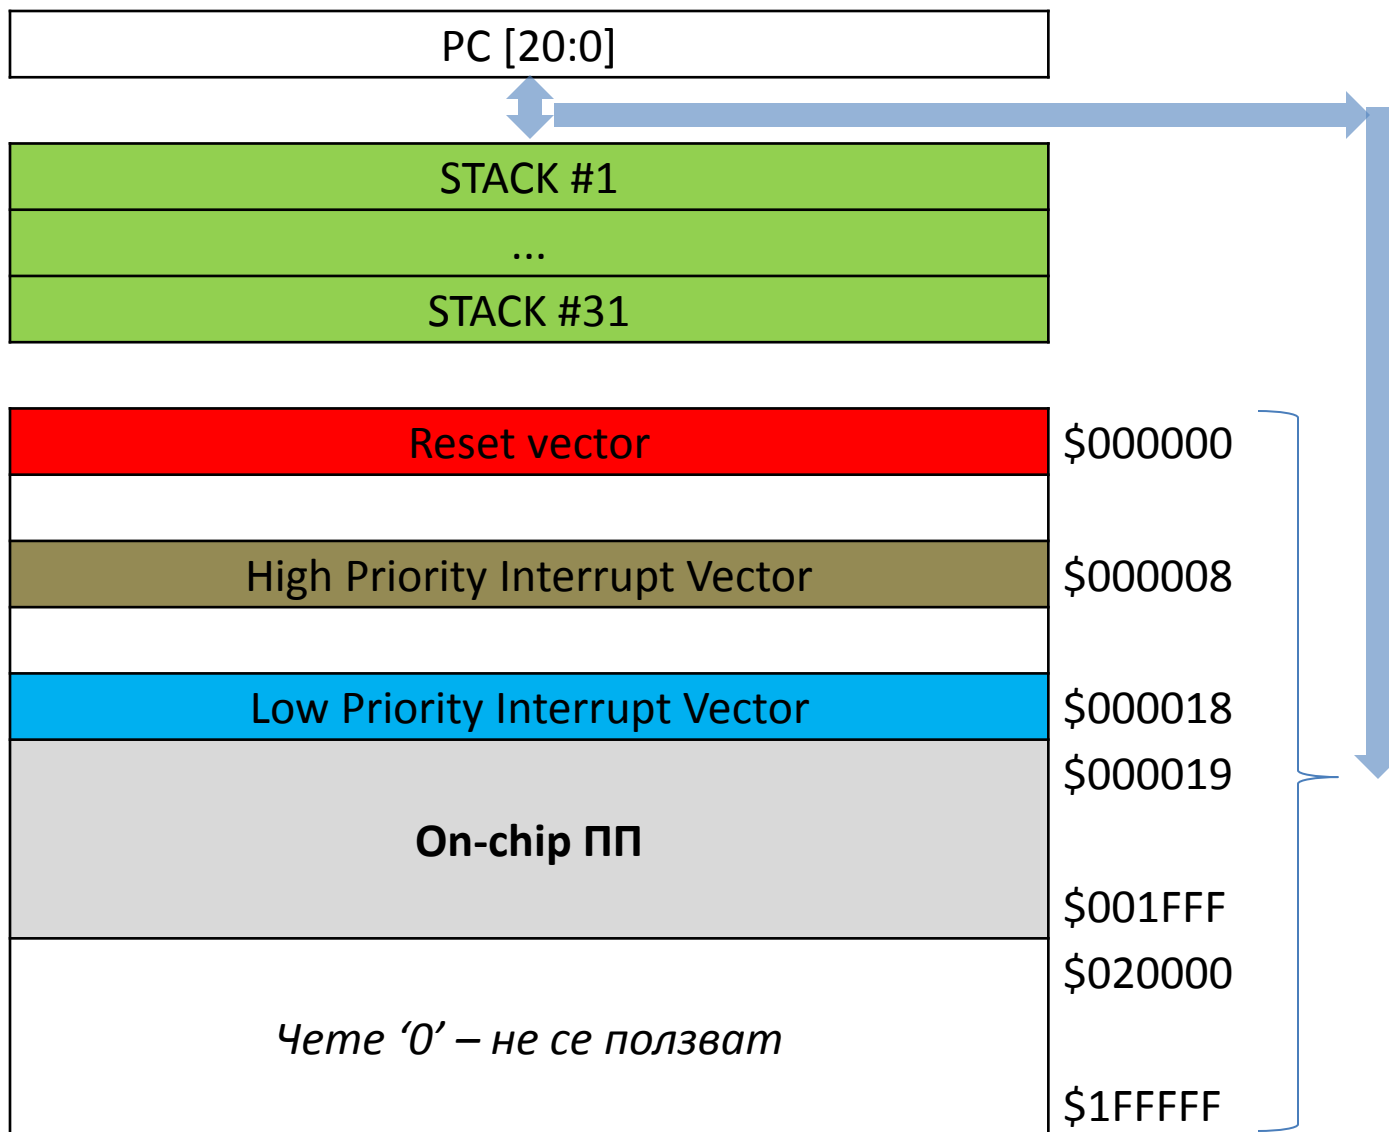 PC [20:0]
STACK #1
...
STACK #31
Reset vector $000000
High Priority Interrupt Vector $000008
Low Priority Interrupt Vector $000018
$000019
On-chip ПП
$001FFF
$020000
Чете ‘0’ – не се ползват
$1FFFFF